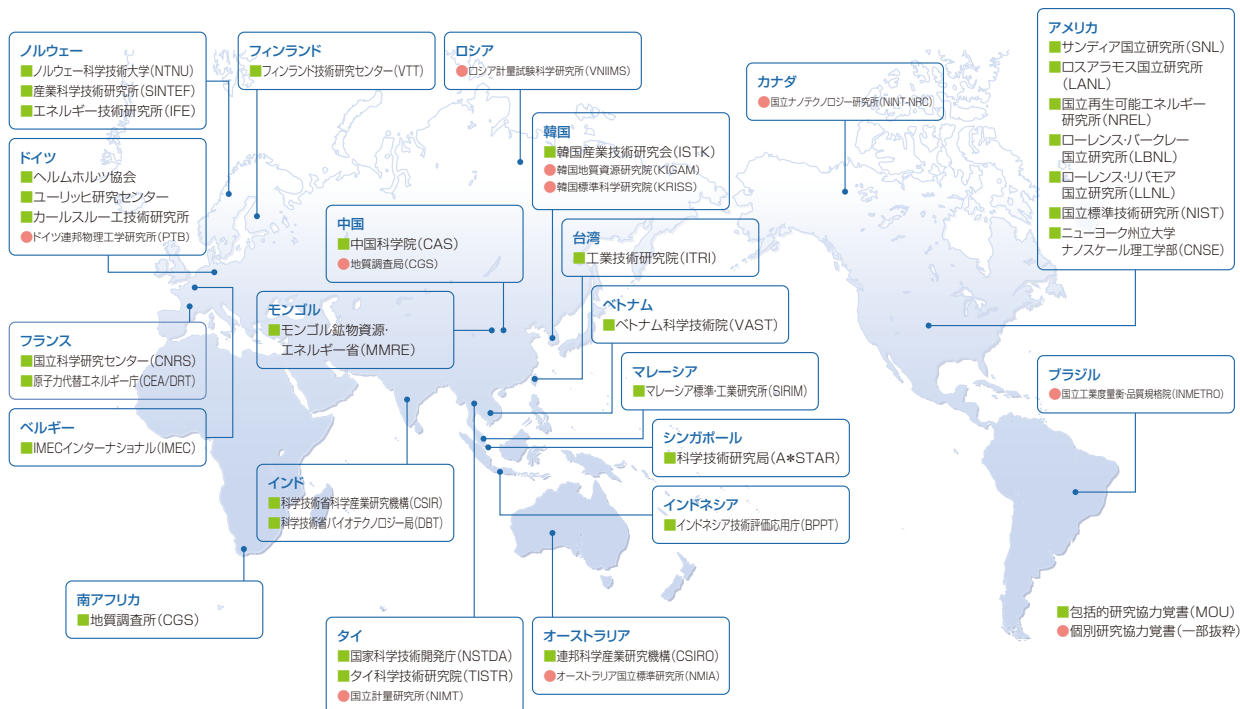 ノルウェー
■ノルウェー科学技術大学(NTNU)
■産業科学技術研究所(SINTEF)
■エネルギー技術研究所(IFE)
フィンランド
■フィンランド技術研究センター(VTT)
ロシア
●ロシア計量試験科学研究所(VNIIMS)
カナダ
●国立ナノテクノロジー研究所(NINT-NRC)
アメリカ
■サンディア国立研究所(SNL)
■ロスアラモス国立研究所
(LANL)
■国立再生可能エネルギー
研究所(NREL)
■ローレンス・バークレー
国立研究所(LBNL)
■ローレンス・リバモア
国立研究所(LLNL)
■国立標準技術研究所(NIST)
■ニューヨーク州立大学
ナノスケール理工学部(CNSE)
ドイツ
■ヘルムホルツ協会
■ユーリッヒ研究センター
■カールスルーエ技術研究所
●ドイツ連邦物理工学研究所(PTB)
韓国
■韓国産業技術研究会(ISTK)
●韓国地質資源研究院(KIGAM)
●韓国標準科学研究院(KRISS)
中国
■中国科学院(CAS)
●地質調査局(CGS)
台湾
■工業技術研究院(ITRI)
モンゴル
■モンゴル鉱物資源・
エネルギー省(MMRE)
ベトナム
■ベトナム科学技術院(VAST)
フランス
■国立科学研究センター(CNRS)
■原子力代替エネルギー庁(CEA/DRT)
マレーシア
■マレーシア標準・工業研究所(SIRIM)
ブラジル
●国立工業度量衡・品質規格院(INMETRO)
ベルギー
■IMECインターナショナル(IMEC)
シンガポール
■科学技術研究局(A*STAR)
インド
■科学技術省科学産業研究機構(CSIR)
■科学技術省バイオテクノロジー局(DBT)
インドネシア
■インドネシア技術評価応用庁(BPPT)
南アフリカ
■地質調査所(CGS)
タイ
■国家科学技術開発庁(NSTDA)
■タイ科学技術研究院(TISTR)
●国立計量研究所(NIMT)
オーストラリア
■連邦科学産業研究機構(CSIRO)
●オーストラリア国立標準研究所(NMIA)
■包括的研究協力覚書(MOU)
●個別研究協力覚書(一部抜粋)